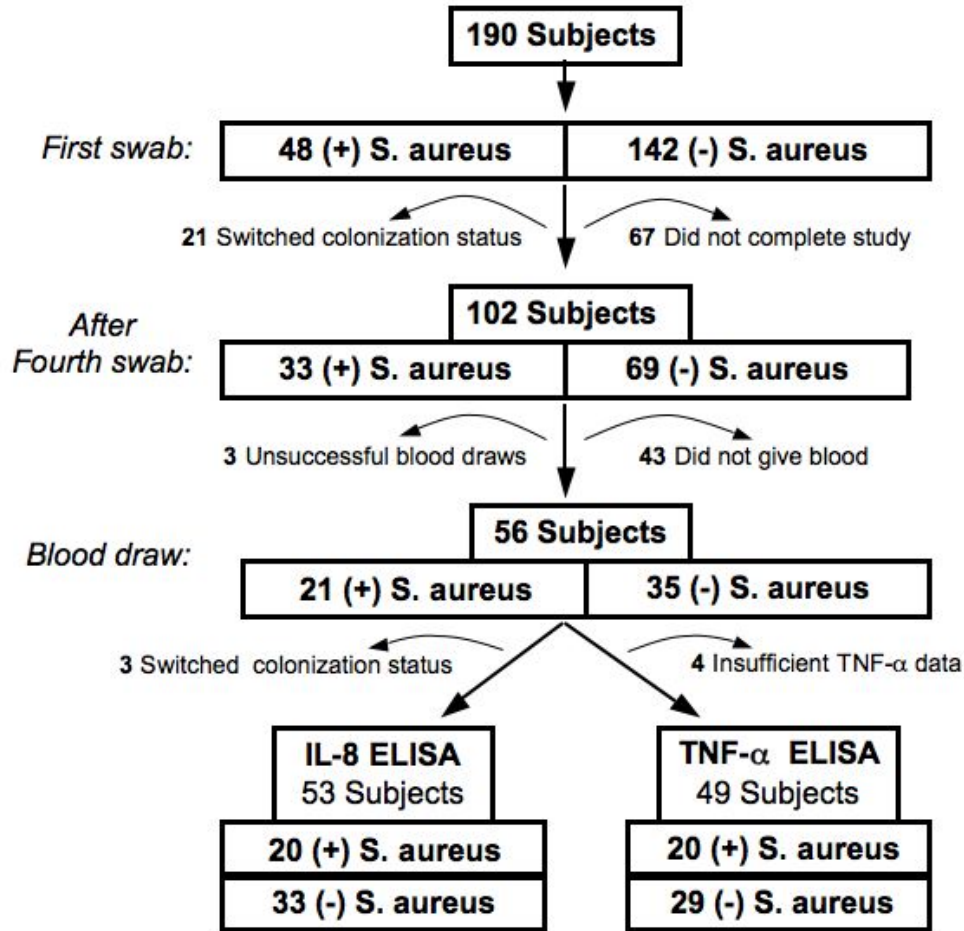 190 Subjects
First swab:
48 (+) S. aureus
142 (-) S. aureus
21 Switched colonization status
67 Did not complete study
102 Subjects
After
Fourth swab:
33 (+) S. aureus
69 (-) S. aureus
3 Unsuccessful blood draws
43 Did not give blood
56 Subjects
Blood draw:
21 (+) S. aureus
35 (-) S. aureus
3 Switched colonization status
4 Insufficient TNF-α data
IL-8 ELISA
53 Subjects
20 (+) S. aureus
33 (-) S. aureus
TNF-α ELISA
49 Subjects
20 (+) S. aureus
29 (-) S. aureus